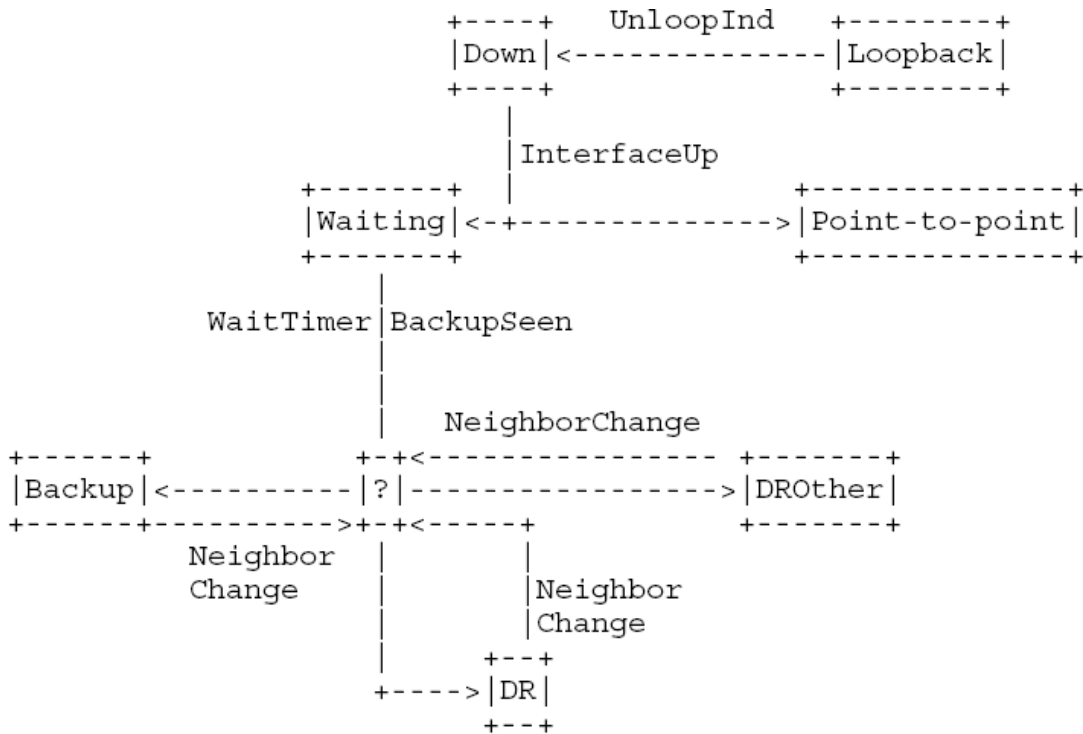 UnloopInd
Down Loopback
InterfaceUp
Waiting Point-to-point
WaitTimer BackupSeen
NeighborChange
Backup ? DROther
Neighbor
Change
Neighbor
Change
DR